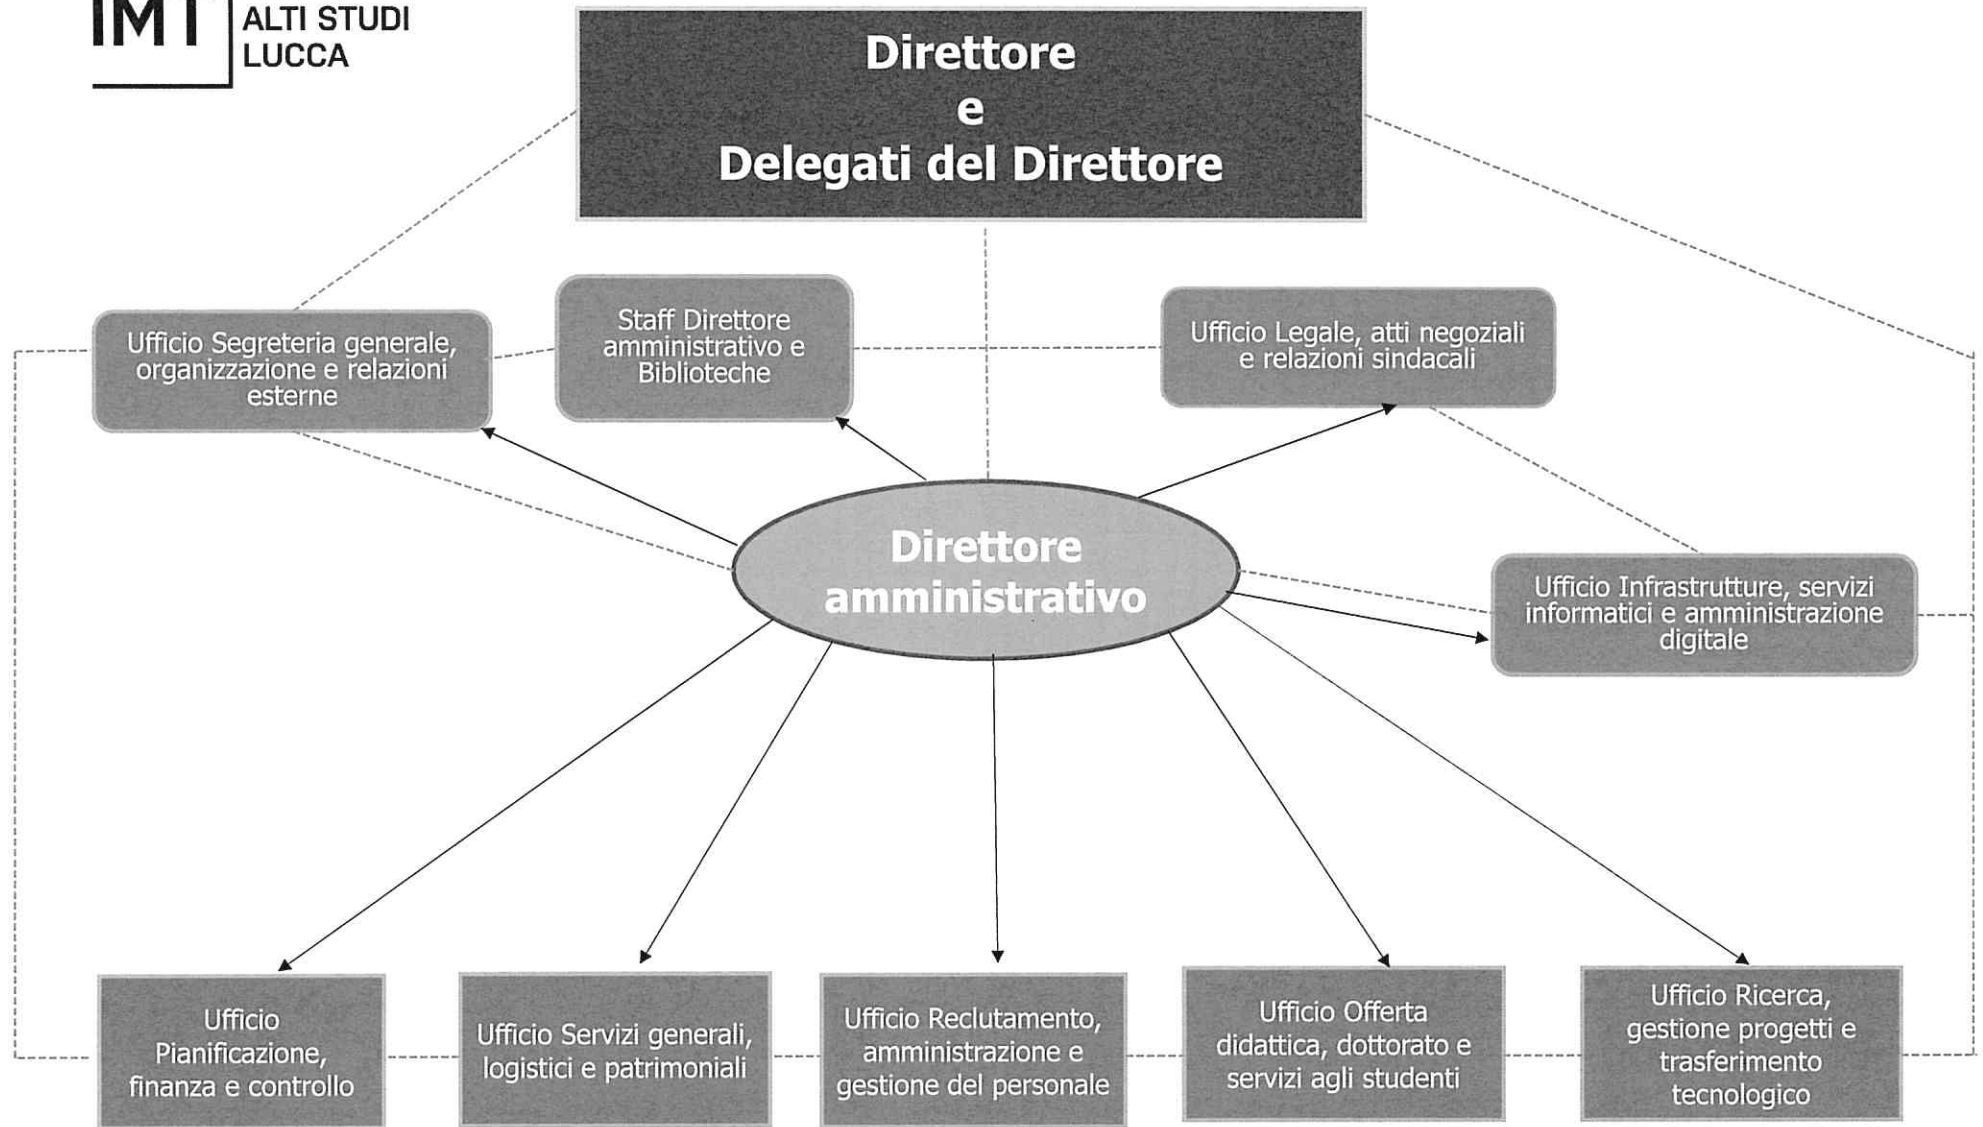 IMT
ALTI STUDI
LUCCA
Direttore
e
Delegati del Direttore
Ufficio Segreteria generale,
organizzazione e relazioni
esterne
Staff Direttore
amministrativo e
Biblioteche
Ufficio Legale, atti negoziali
e relazioni sindacali
Direttore
amministrativo
Ufficio Infrastrutture, servizi
informatici e amministrazione
digitale
Ufficio
Pianificazione,
finanza e controllo
Ufficio Servizi generali,
logistici e patrimoniali
Ufficio Reclutamento,
amministrazione e
gestione del personale
Ufficio Offerta
didattica, dottorato e
servizi agli studenti
Ufficio Ricerca,
gestione progetti e
trasferimento
tecnologico